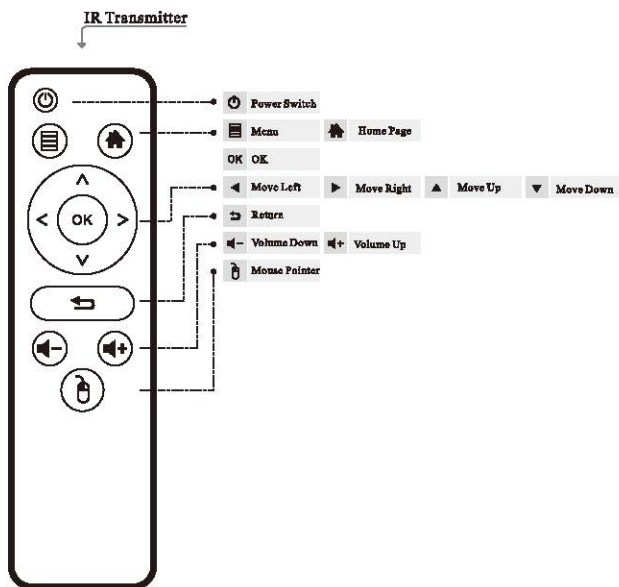 IR Transmitter
Power Switch
Menu Home Page
OK OK
Move Left Move Right Move Up Move Down
OK
Return
Volume Down Volume Up
Mouse Pointer